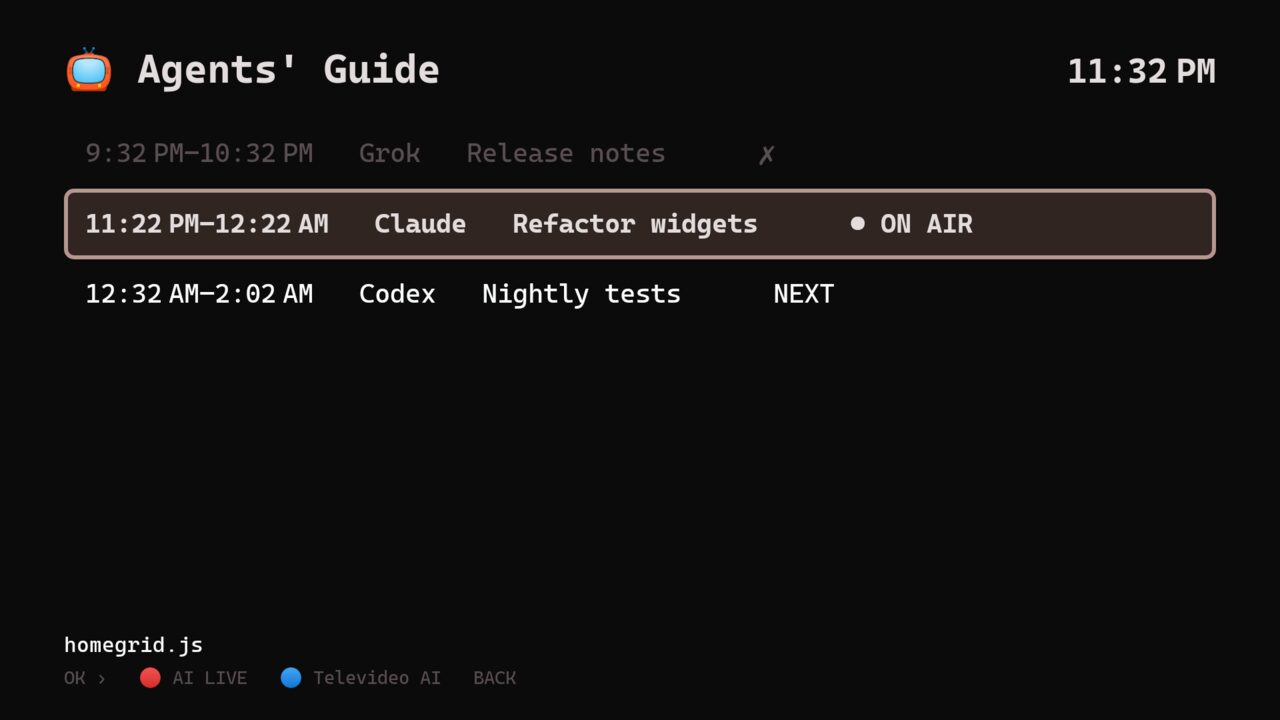 Agents' Guide
11:32 PM
9:32 PM–10:32 PM Grok Release notes ✗
11:22 PM–12:22 AM Claude Refactor widgets ● ON AIR
12:32 AM–2:02 AM Codex Nightly tests NEXT
homegrid.js
OK › AI LIVE Televideo AI BACK